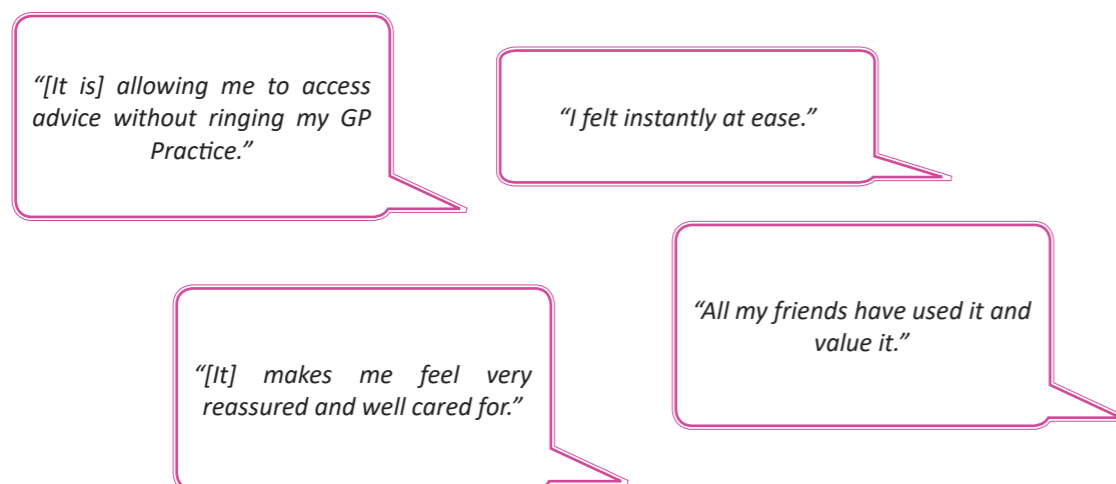 “[It is] allowing me to access
advice without ringing my GP
Practice.”
“I felt instantly at ease.”
“All my friends have used it and
value it.”
“[It] makes me feel very
reassured and well cared for.”